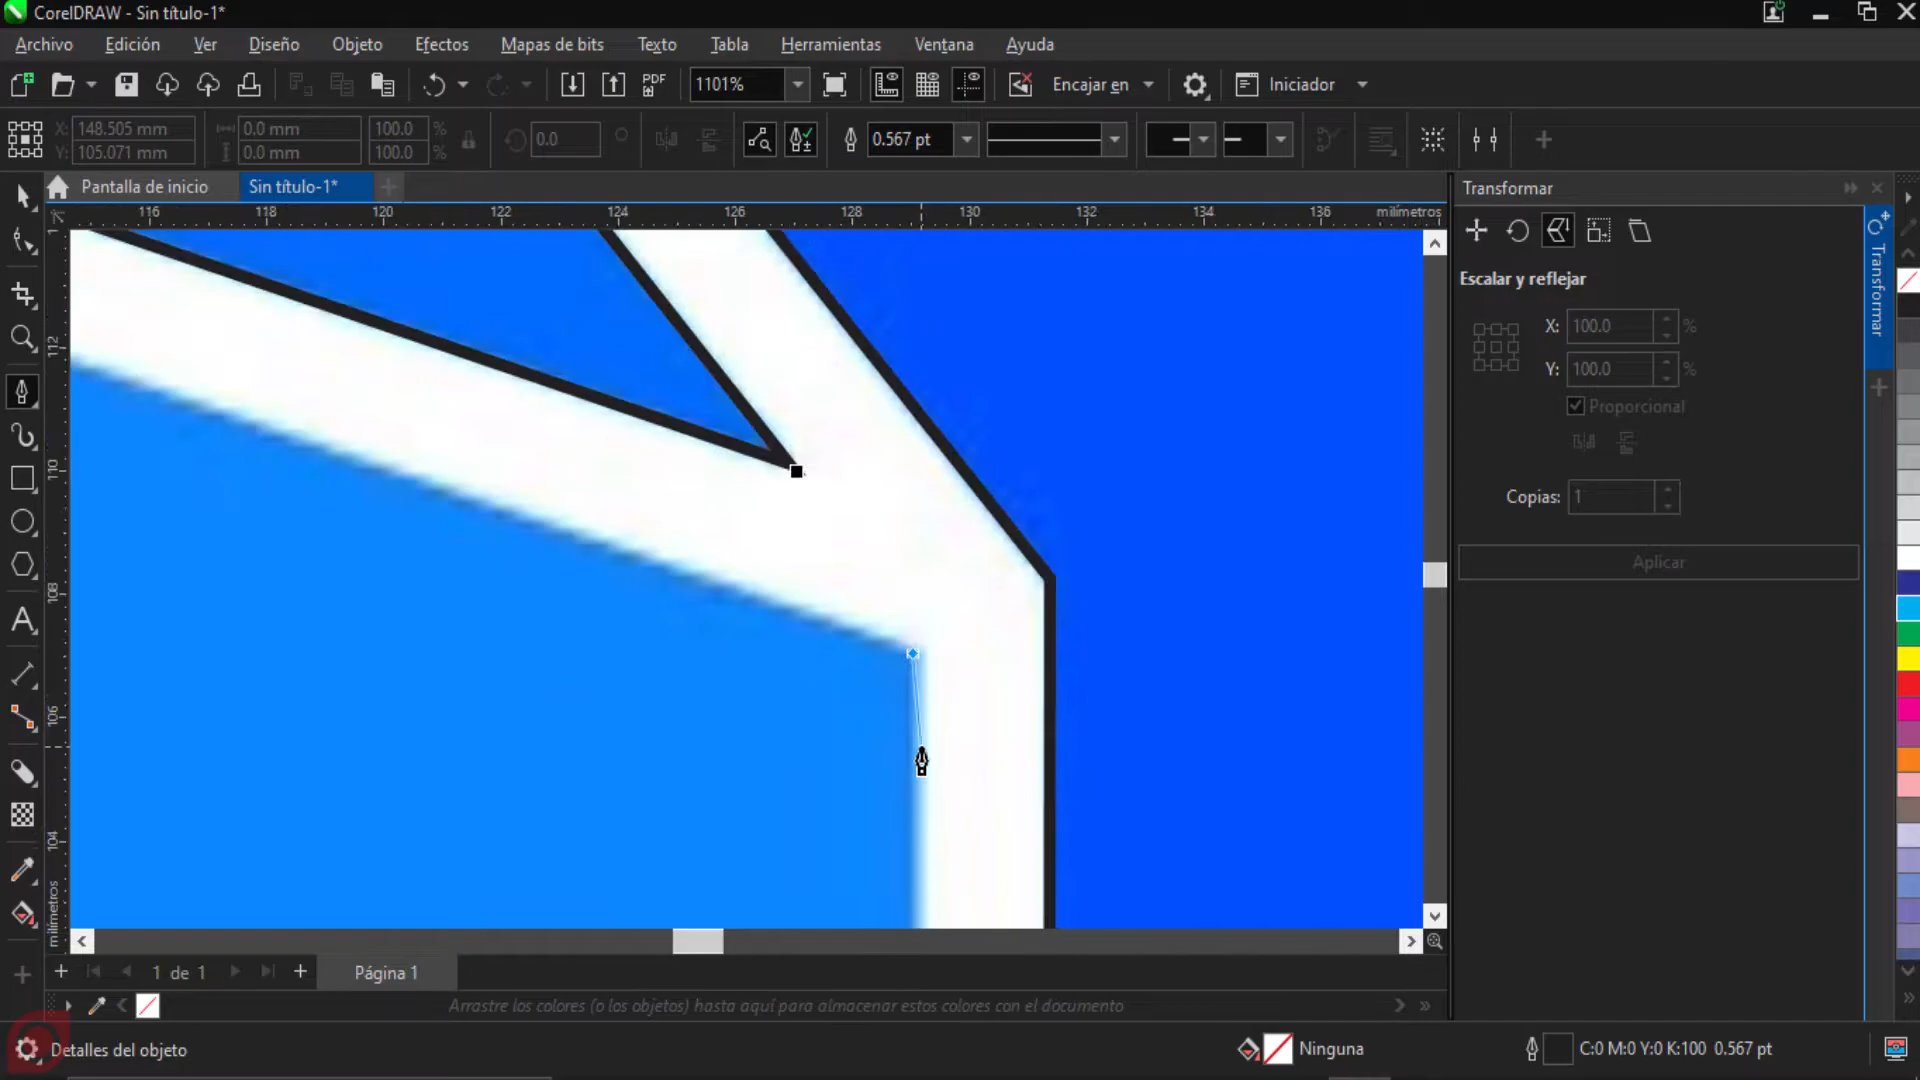 CorelDRAW - Sin título-1*
Archivo Edición Ver Diseño Objeto Efectos Mapas de bits Texto Tabla Herramientas Ventana Ayuda
PDF 1101% Encajar en Iniciador
X: 148.505 mm 0.0 mm 100.0 % 0.0 0.567 pt
Y: 105.071 mm 0.0 mm 100.0 %
Pantalla de inicio Sin título-1*
116 118 120 122 124 126 128 130 132 134 136 milímetros
112
110
108
106
104
milímetros
Transformar
Transformar
Escalar y reflejar
X: 100.0 %
Y: 100.0 %
Proporcional
Copias: 1
Aplicar
1 de 1 Página 1
Arrastre los colores (o los objetos) hasta aquí para almacenar estos colores con el documento
Detalles del objeto Ninguna C:0 M:0 Y:0 K:100 0.567 pt